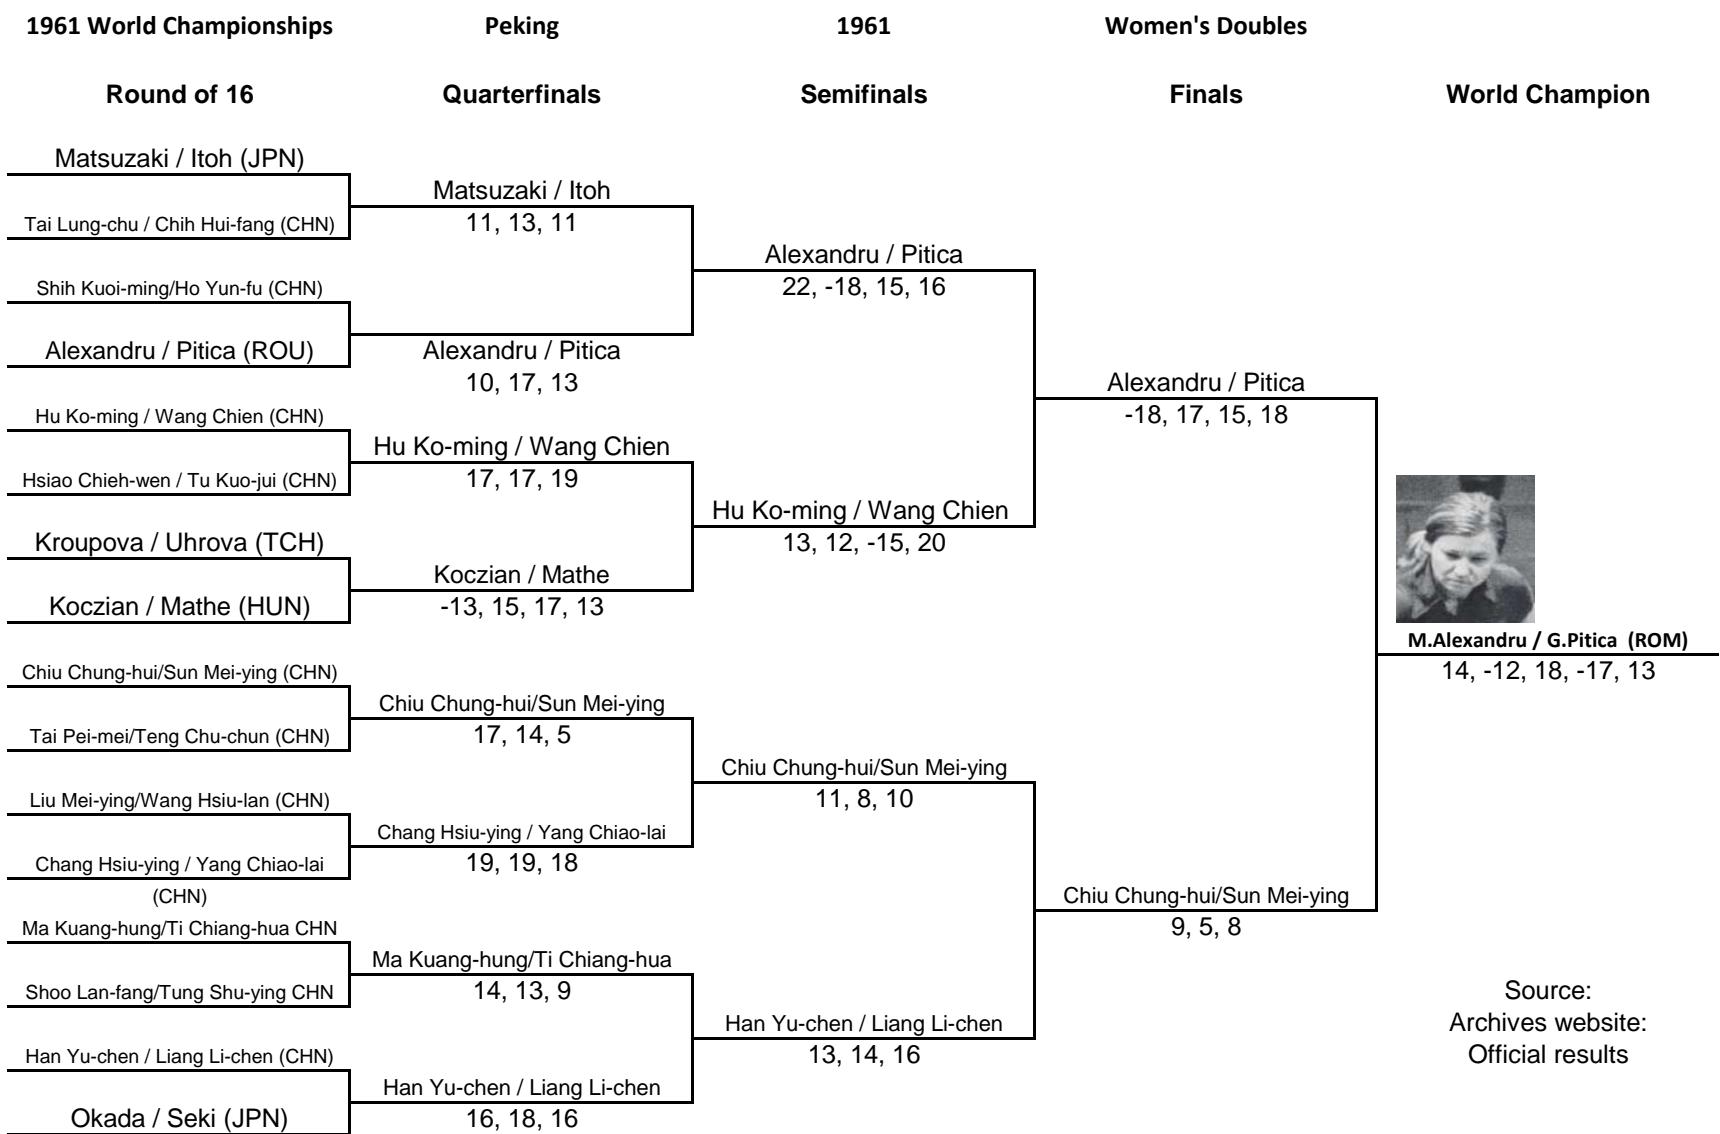 1961 World Championships
Peking
1961
Women's Doubles
Round of 16
Quarterfinals
Semifinals
Finals
World Champion
Matsuzaki / Itoh (JPN)
Tai Lung-chu / Chih Hui-fang (CHN)
Shih Kuoi-ming/Ho Yun-fu (CHN)
Alexandru / Pitica (ROU)
Hu Ko-ming / Wang Chien (CHN)
Hsiao Chieh-wen / Tu Kuo-jui (CHN)
Kroupova / Uhrova (TCH)
Koczian / Mathe (HUN)
Chiu Chung-hui/Sun Mei-ying (CHN)
Tai Pei-mei/Teng Chu-chun (CHN)
Liu Mei-ying/Wang Hsiu-lan (CHN)
Chang Hsiu-ying / Yang Chiao-lai
(CHN)
Ma Kuang-hung/Ti Chiang-hua CHN
Shoo Lan-fang/Tung Shu-ying CHN
Han Yu-chen / Liang Li-chen (CHN)
Okada / Seki (JPN)
Matsuzaki / Itoh
11, 13, 11
Alexandru / Pitica
10, 17, 13
Hu Ko-ming / Wang Chien
17, 17, 19
Koczian / Mathe
-13, 15, 17, 13
Chiu Chung-hui/Sun Mei-ying
17, 14, 5
Chang Hsiu-ying / Yang Chiao-lai
19, 19, 18
Ma Kuang-hung/Ti Chiang-hua
14, 13, 9
Han Yu-chen / Liang Li-chen
16, 18, 16
Alexandru / Pitica
22, -18, 15, 16
Hu Ko-ming / Wang Chien
13, 12, -15, 20
Chiu Chung-hui/Sun Mei-ying
11, 8, 10
Han Yu-chen / Liang Li-chen
13, 14, 16
Alexandru / Pitica
-18, 17, 15, 18
Chiu Chung-hui/Sun Mei-ying
9, 5, 8
M.Alexandru / G.Pitica (ROM)
14, -12, 18, -17, 13
Source:
Archives website:
Official results